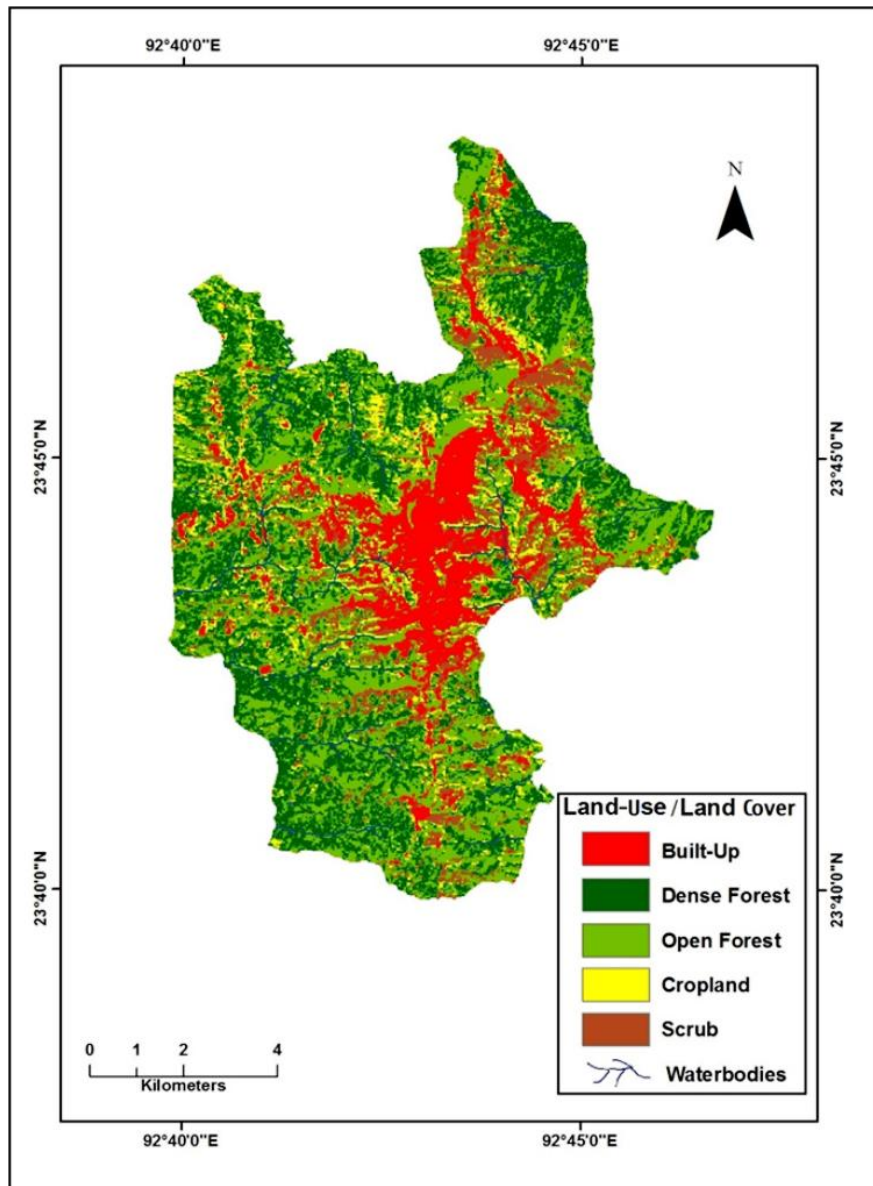 92°40'0"E
92°45'0"E
N
23°45'0"N
23°45'0"N
23°40'0"N
23°40'0"N
Land-Use / Land Cover
Built-Up
Dense Forest
Open Forest
Cropland
Scrub
Waterbodies
0 1 2 4
Kilometers
92°40'0"E
92°45'0"E